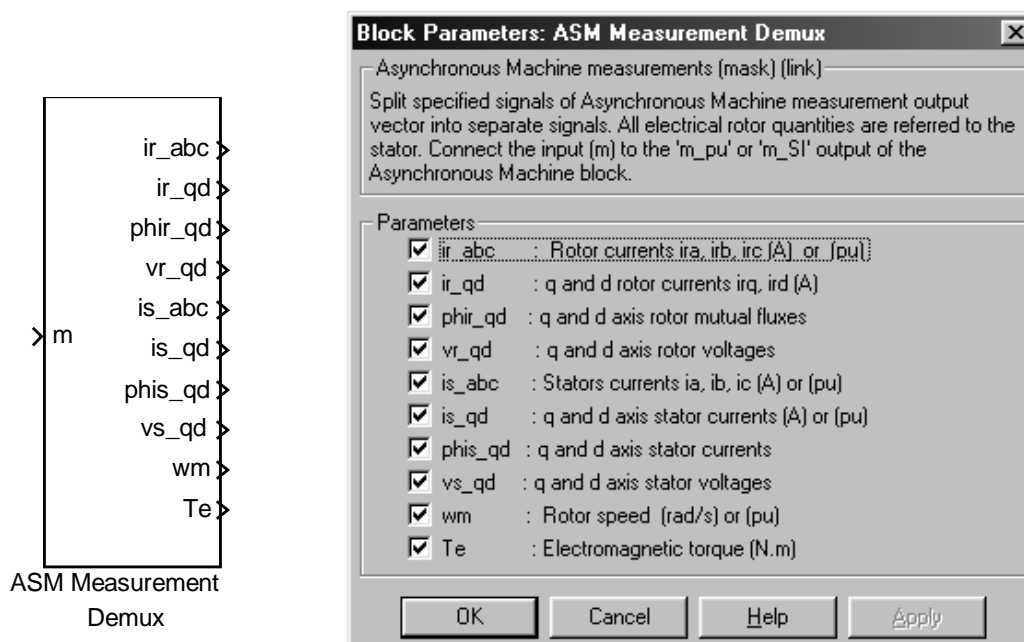 ir_abc
ir_qd
phir_qd
vr_qd
is_abc
m
is_qd
phis_qd
vs_qd
wm
Te
ASM Measurement
Demux
Block Parameters: ASM Measurement Demux
Asynchronous Machine measurements (mask) (link)
Split specified signals of Asynchronous Machine measurement output
vector into separate signals. All electrical rotor quantities are referred to the
stator. Connect the input (m) to the 'm_pu' or 'm_SI' output of the
Asynchronous Machine block.
Parameters
ir_abc : Rotor currents ira, irb, irc (A) or (pu)
ir_qd : q and d rotor currents irq, ird (A)
phir_qd : q and d axis rotor mutual fluxes
vr_qd : q and d axis rotor voltages
is_abc : Stators currents ia, ib, ic (A) or (pu)
is_qd : q and d axis stator currents (A) or (pu)
phis_qd : q and d axis stator currents
vs_qd : q and d axis stator voltages
wm : Rotor speed (rad/s) or (pu)
Te : Electromagnetic torque (N.m)
OK Cancel Help Apply